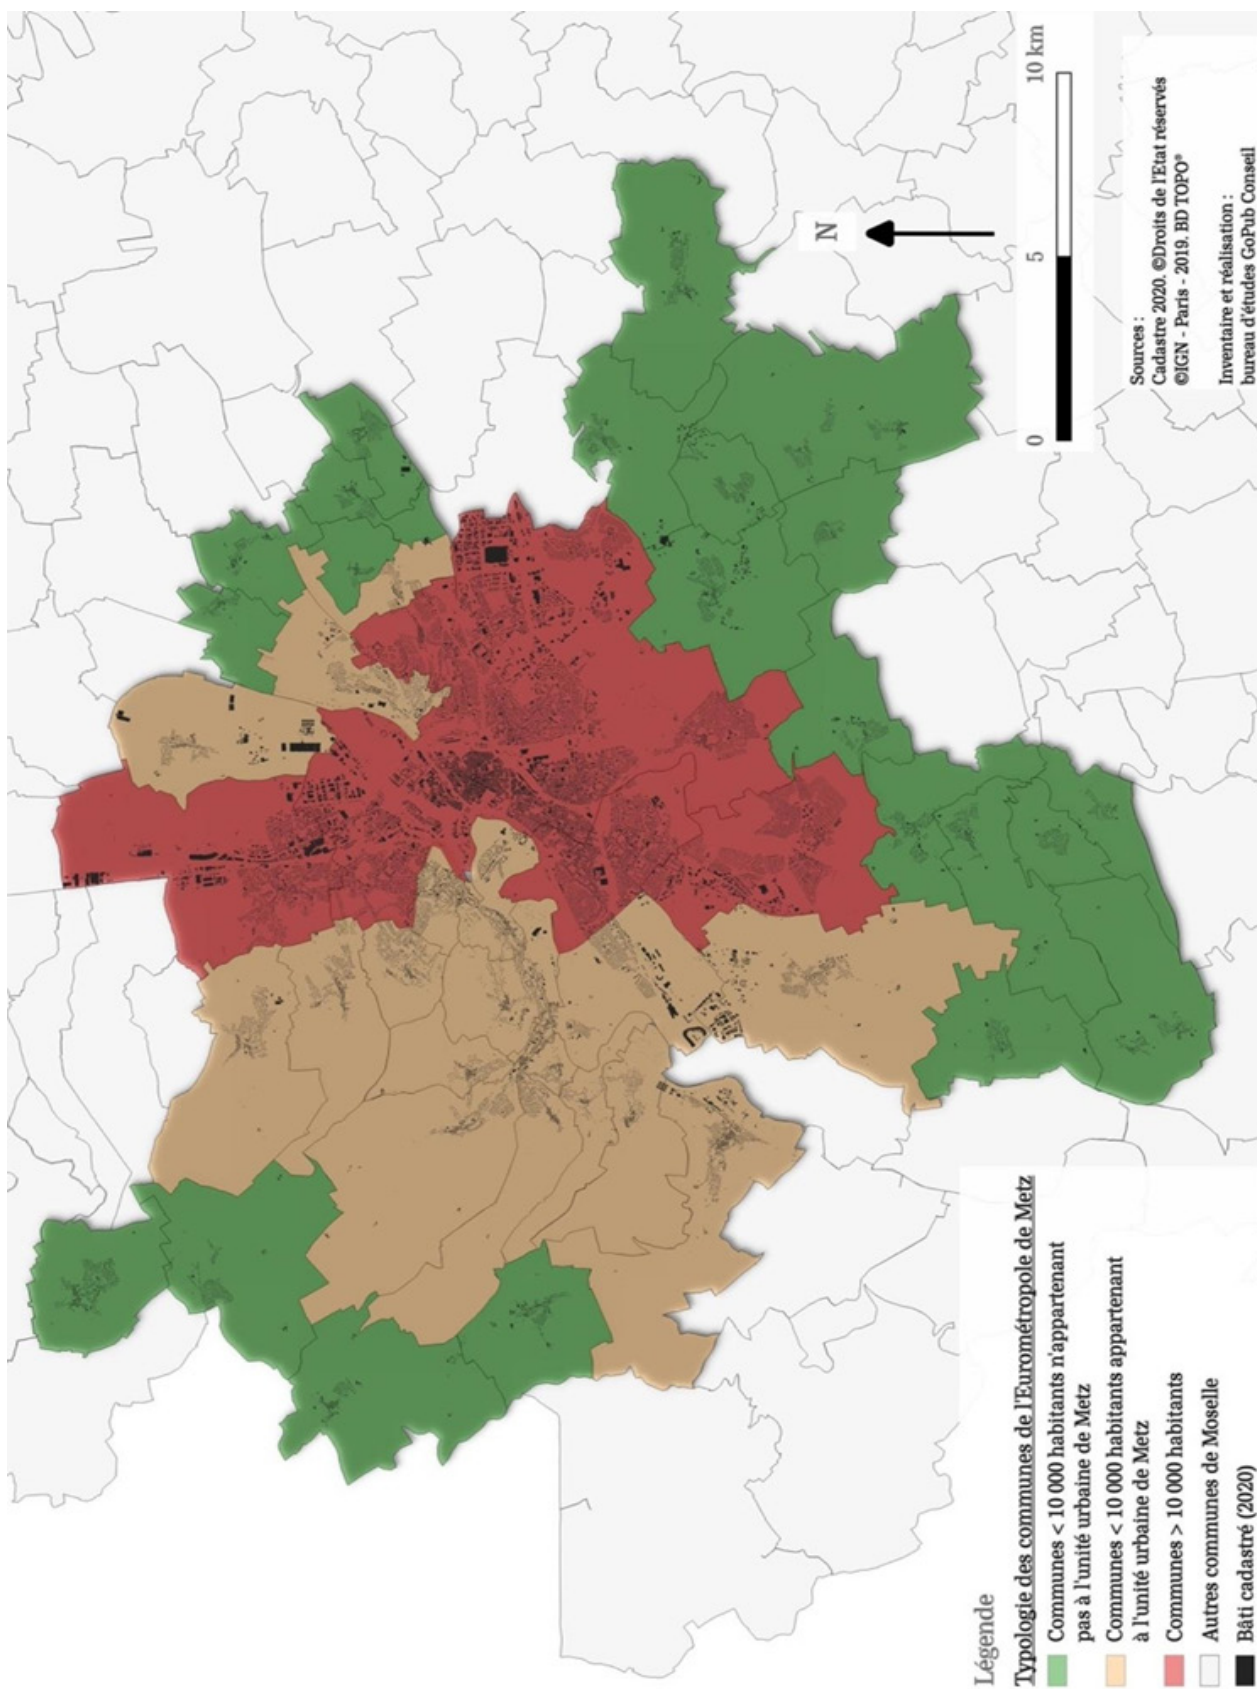 Légende
Typologie des communes de l'Eurométropole de Metz
Communes < 10 000 habitants n'appartenant
pas à l'unité urbaine de Metz
Communes < 10 000 habitants appartenant
à l'unité urbaine de Metz
Communes > 10 000 habitants
Autres communes de Moselle
Bâti cadastré (2020)
N
0 5 10 km
Sources :
Cadastre 2020. ©Droits de l'Etat réservés
©IGN - Paris - 2019. BD TOPO®
Inventaire et réalisation :
bureau d'études GoPub Conseil